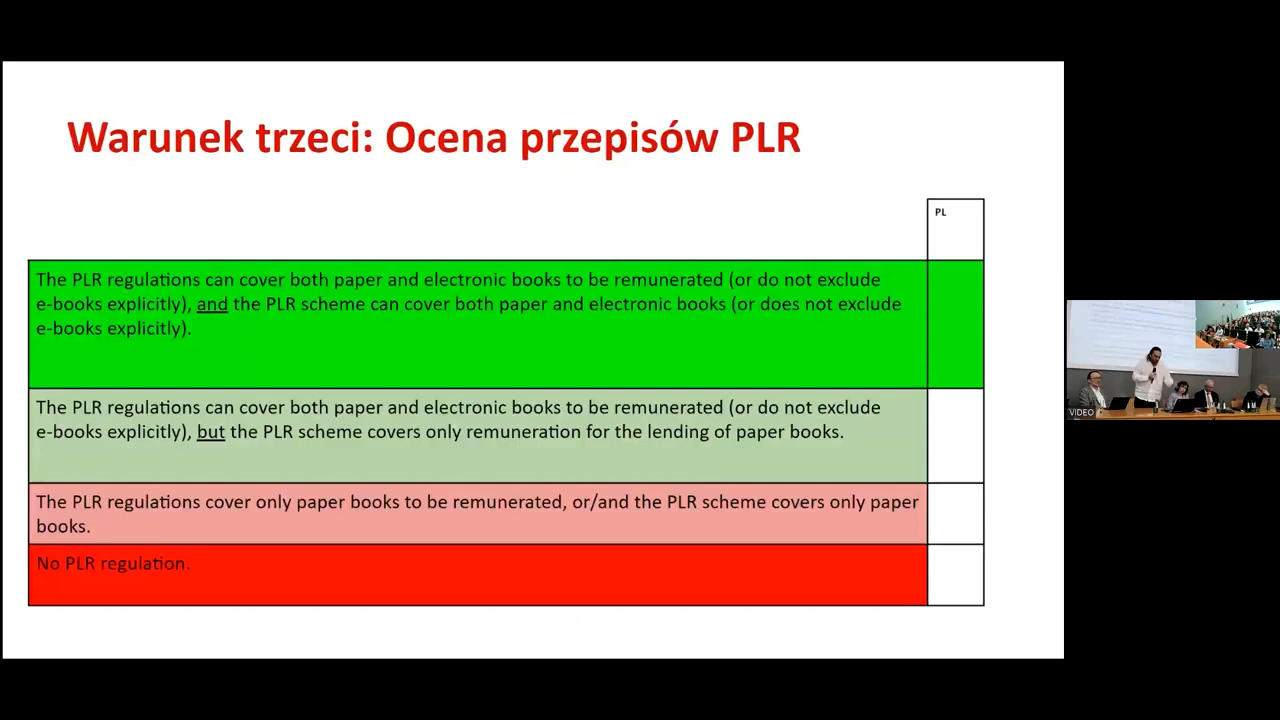 Warunek trzeci: Ocena przepisów PLR
PL
The PLR regulations can cover both paper and electronic books to be remunerated (or do not exclude
e-books explicitly), and the PLR scheme can cover both paper and electronic books (or does not exclude
e-books explicitly).
The PLR regulations can cover both paper and electronic books to be remunerated (or do not exclude
e-books explicitly), but the PLR scheme covers only remuneration for the lending of paper books.
The PLR regulations cover only paper books to be remunerated, or/and the PLR scheme covers only paper
books.
No PLR regulation.
VIDEO